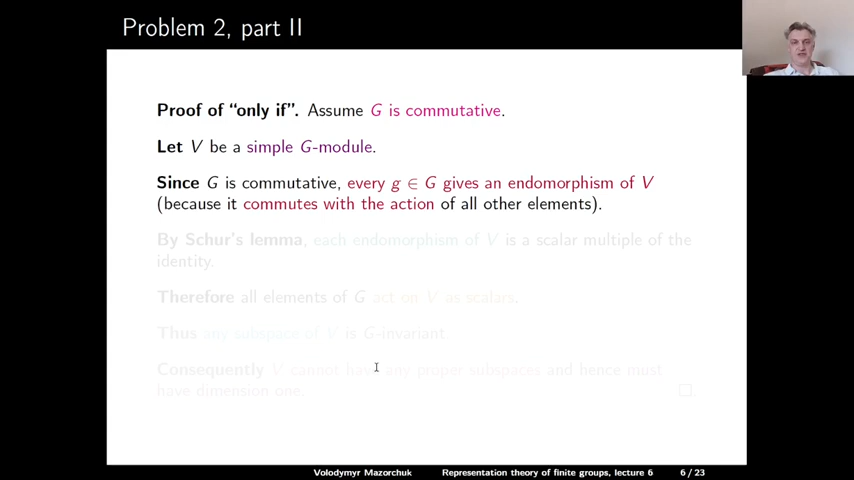 Problem 2, part II
Proof of “only if”. Assume G is commutative.
Let V be a simple G-module.
Since G is commutative, every g ∈ G gives an endomorphism of V
(because it commutes with the action of all other elements).
By Schur's lemma, each endomorphism of V is a scalar multiple of the
identity.
Therefore all elements of G act on V as scalars.
Thus any subspace of V is G-invariant.
Consequently V cannot have any proper subspaces and hence must
have dimension one.
Volodymyr Mazorchuk Representation theory of finite groups, lecture 6 6 / 23